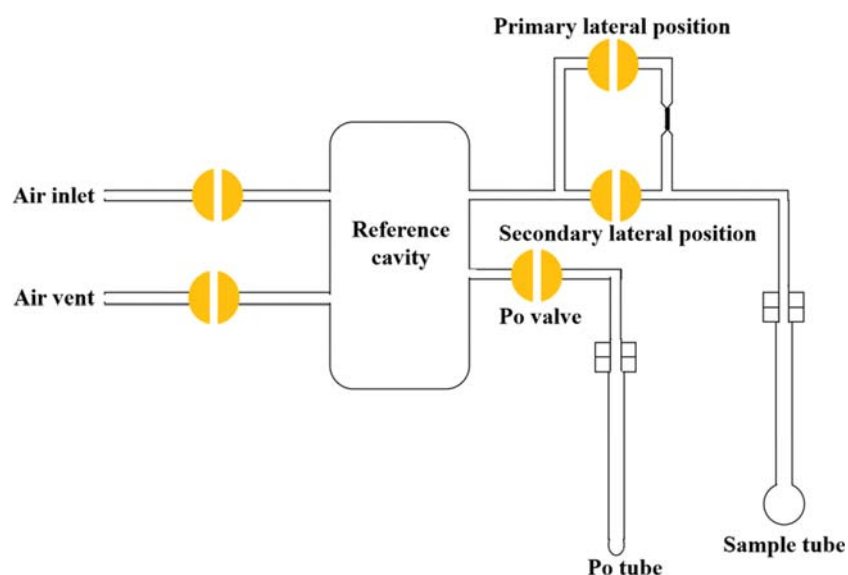 Primary lateral position
Air inlet
Secondary lateral position
Reference
cavity
Air vent
Po valve
Sample tube
Po tube